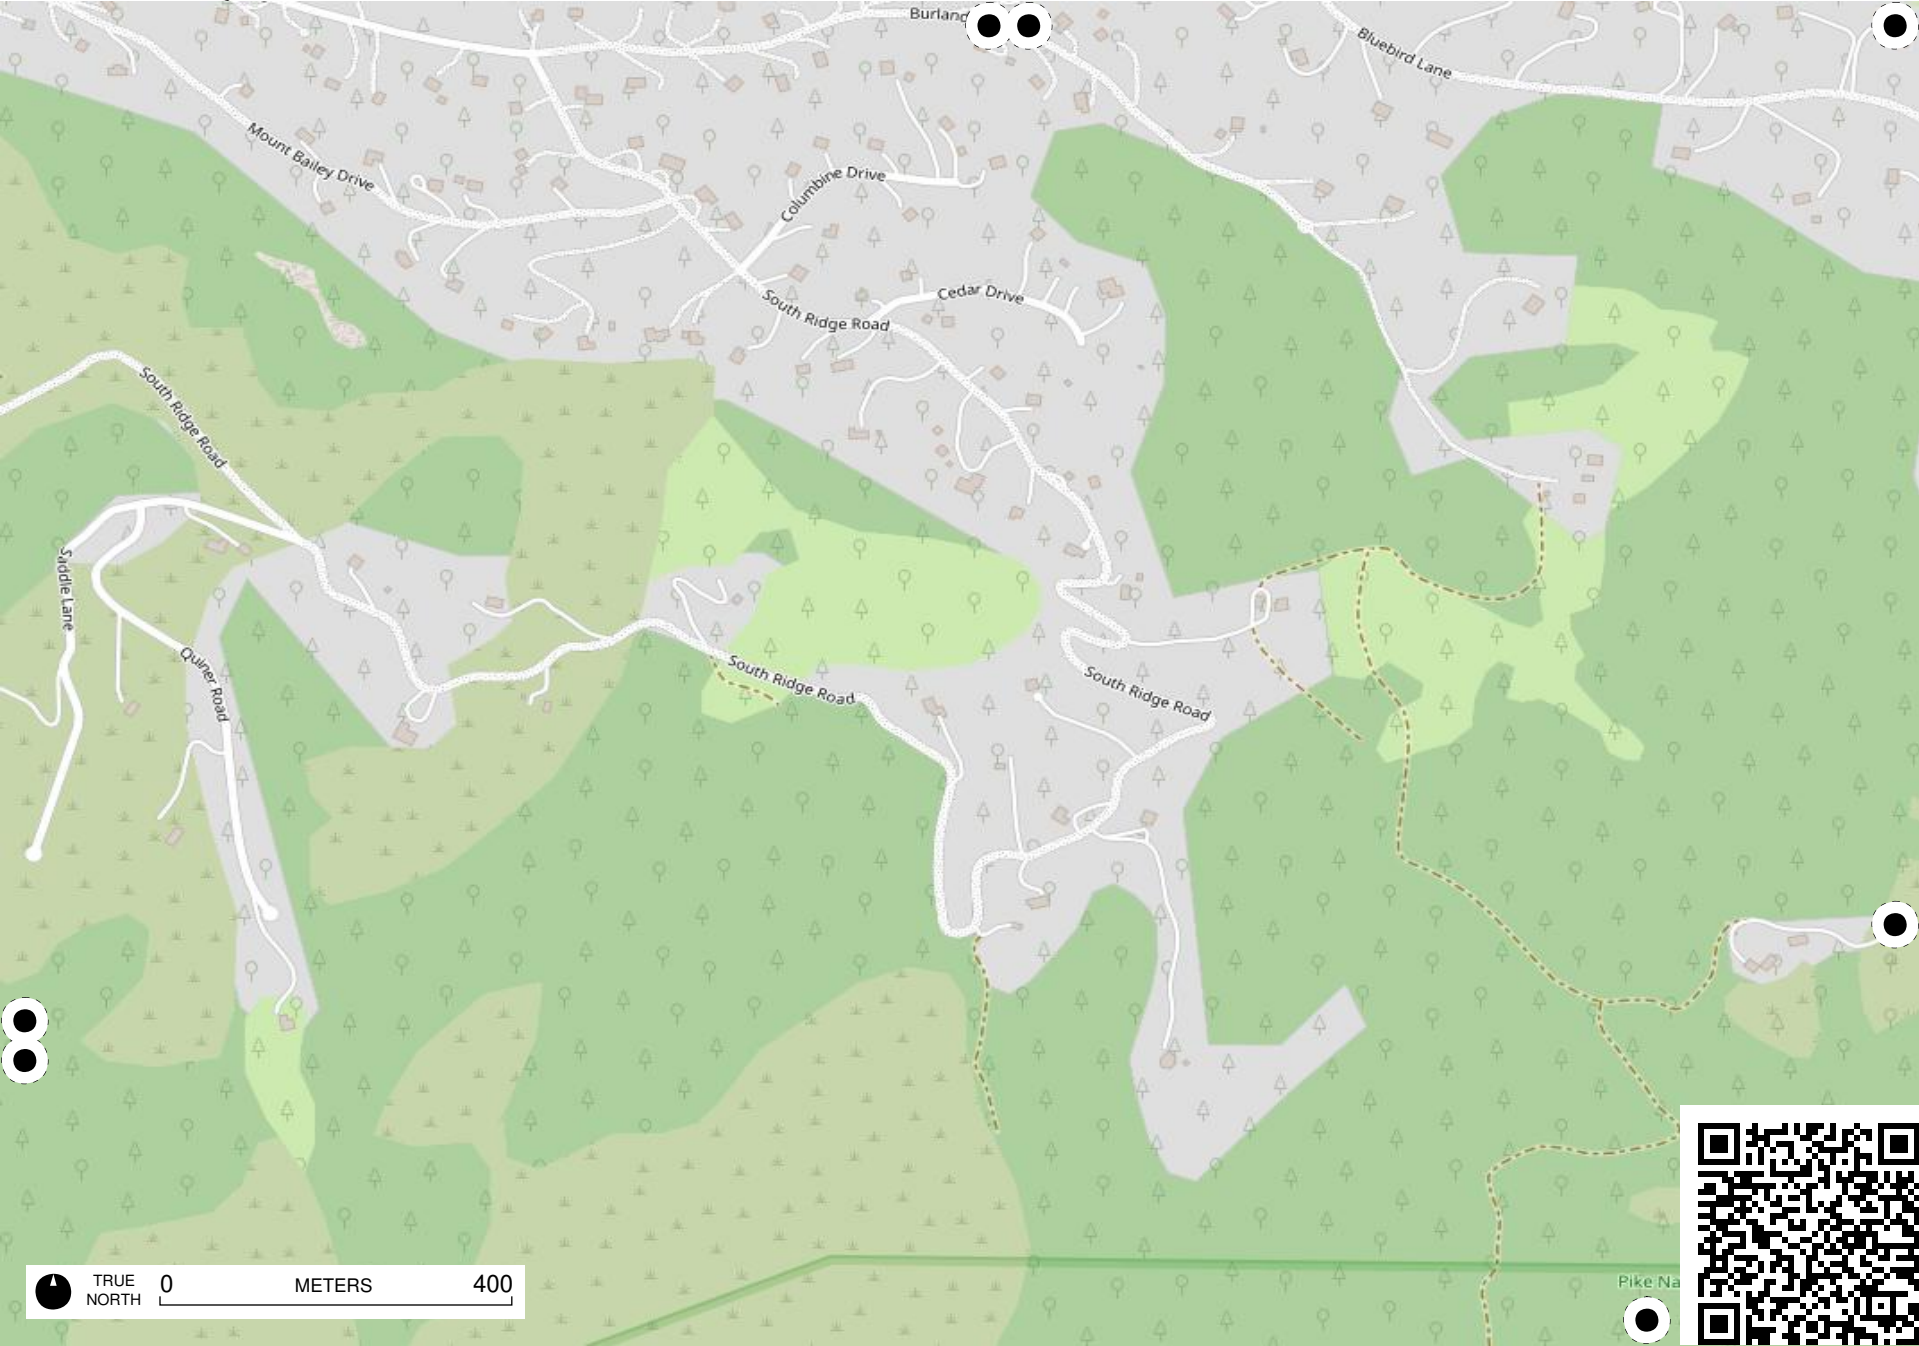 Burland
Bluebird Lane
Mount Bailey Drive
Columbine Drive
Cedar Drive
South Ridge Road
South Ridge Road
Saddle Lane
Quiner Road
South Ridge Road
South Ridge Road
TRUE
NORTH
0 METERS 400
Pike Na